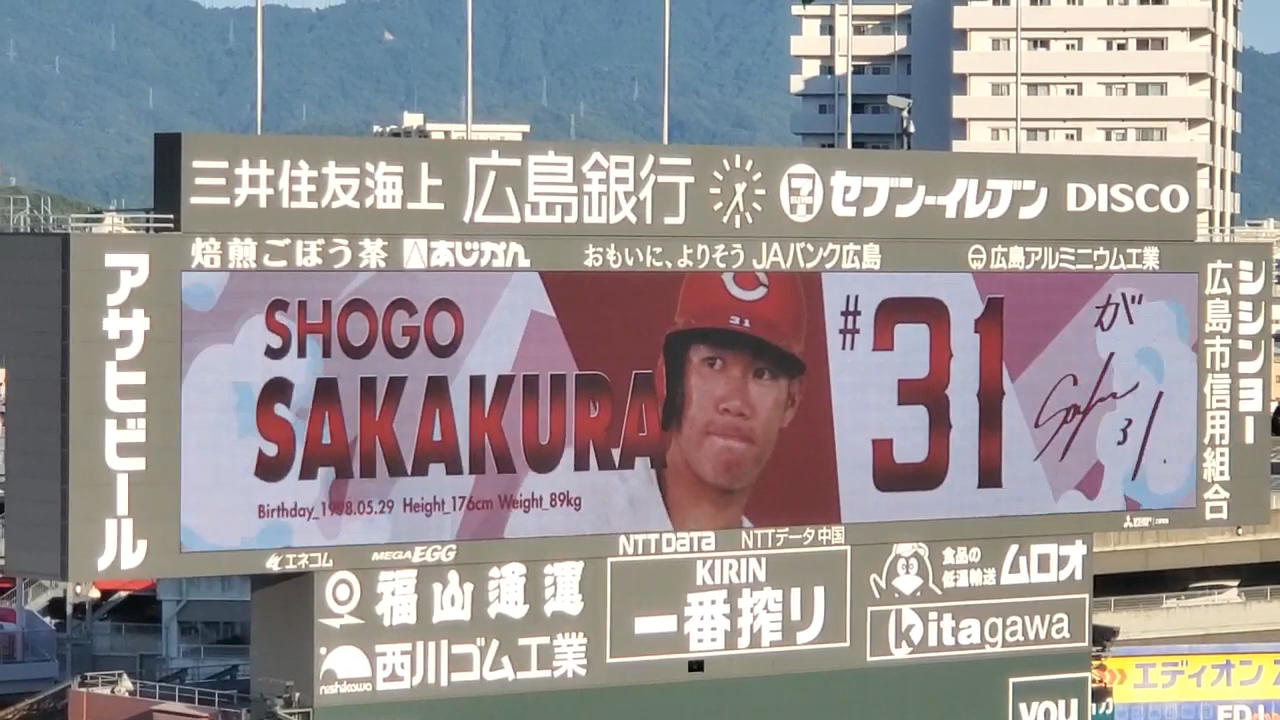 三井住友海上 広島銀行 セブン-イレブン DISCO
焙煎ごぼう茶 あじかん おもいに、よりそう JAバンク広島 広島アルミニウム工業
アサヒビール
SHOGO
SAKAKURA
Birthday_1998.05.29 Height_176cm Weight_89kg
C
31
#31
が
31.
シシンヨー
広島市信用組合
エネコム MEGA EGG NTT DATA NTTデータ中国
福山通運
nishikawa 西川ゴム工業
KIRIN
一番搾り
食品の
低温輸送 ムロオ
kitagawa
YOU
エディオン